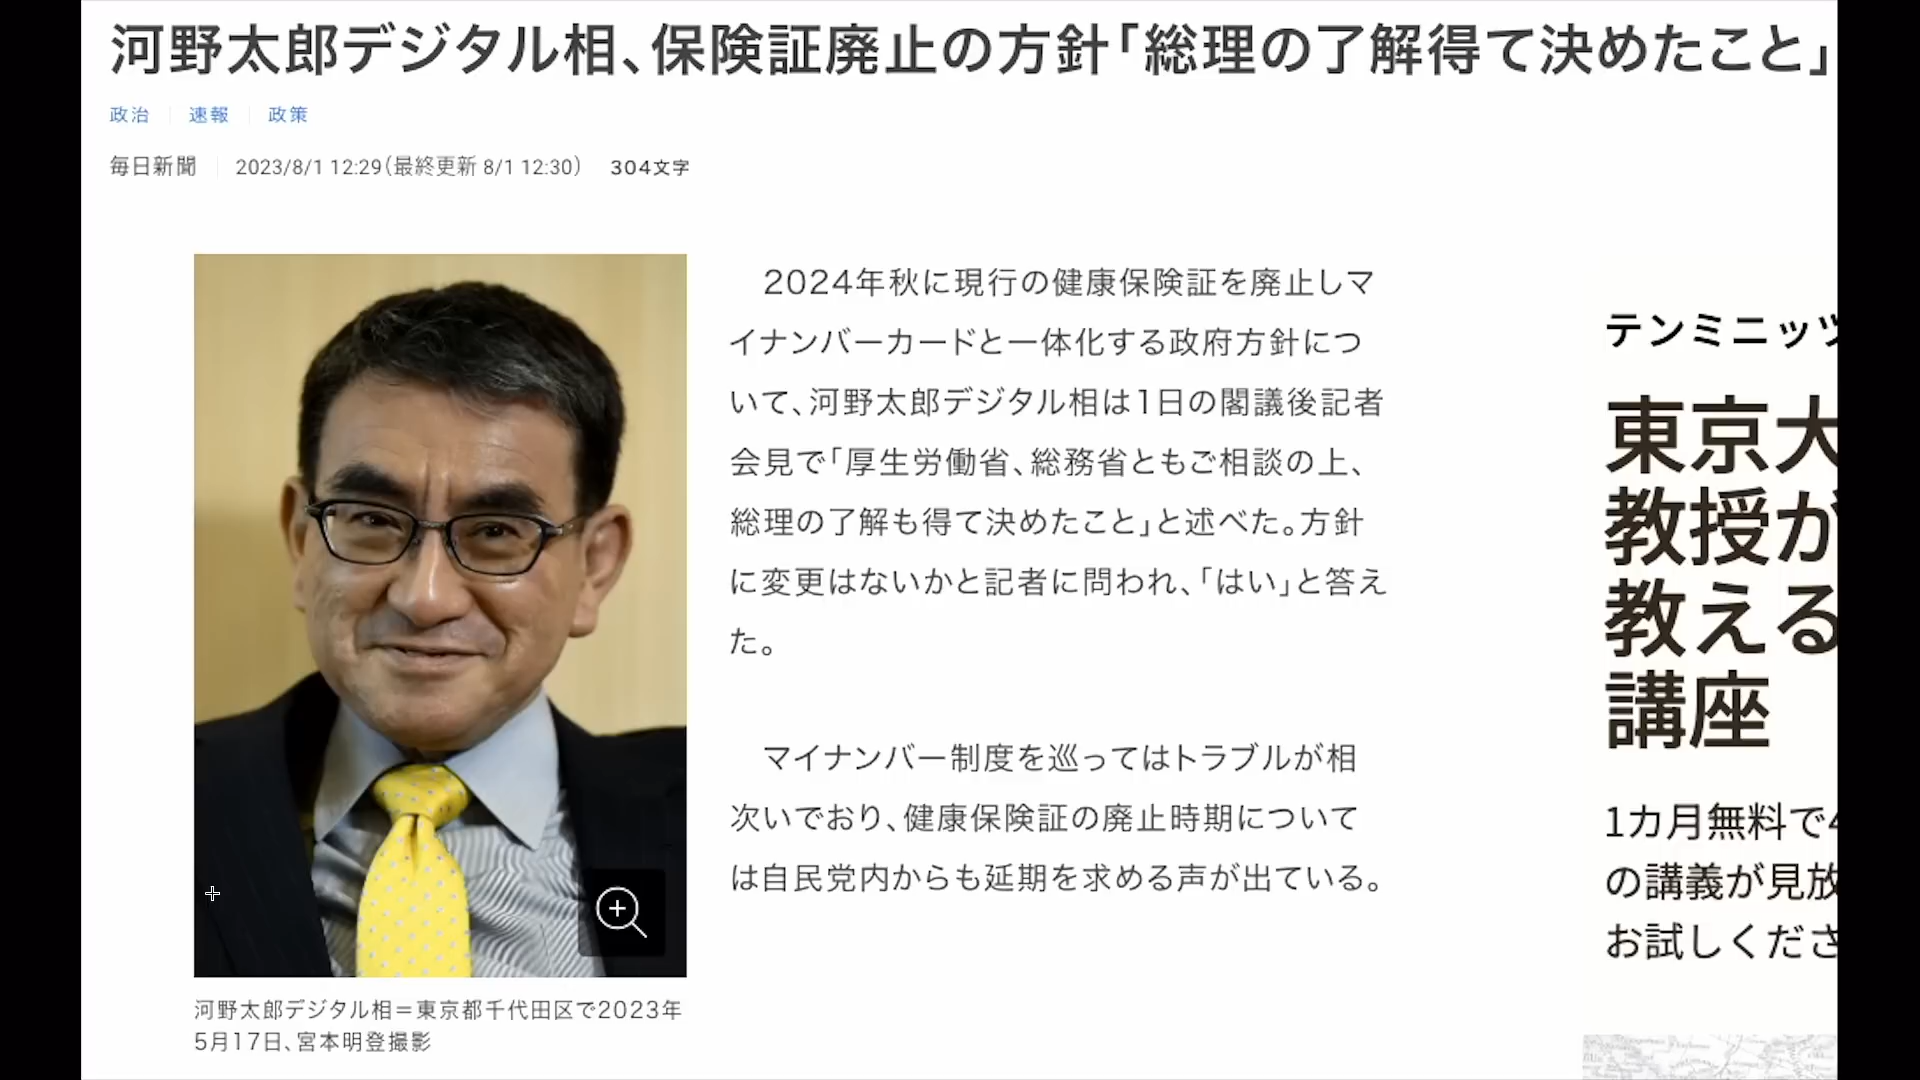 河野太郎デジタル相、保険証廃止の方針「総理の了解得て決めたこと」
政治 速報 政策
毎日新聞 2023/8/1 12:29(最終更新 8/1 12:30) 304文字
2024年秋に現行の健康保険証を廃止しマ
イナンバーカードと一体化する政府方針につ
いて、河野太郎デジタル相は1日の閣議後記者
会見で「厚生労働省、総務省ともご相談の上、
総理の了解も得て決めたこと」と述べた。方針
に変更はないかと記者に問われ、「はい」と答え
た。
マイナンバー制度を巡ってはトラブルが相
次いでおり、健康保険証の廃止時期について
は自民党内からも延期を求める声が出ている。
河野太郎デジタル相=東京都千代田区で2023年
5月17日、宮本明登撮影
テンミニッツ
東京大
教授が
教える
講座
1カ月無料で
の講義が見放
お試しくださ